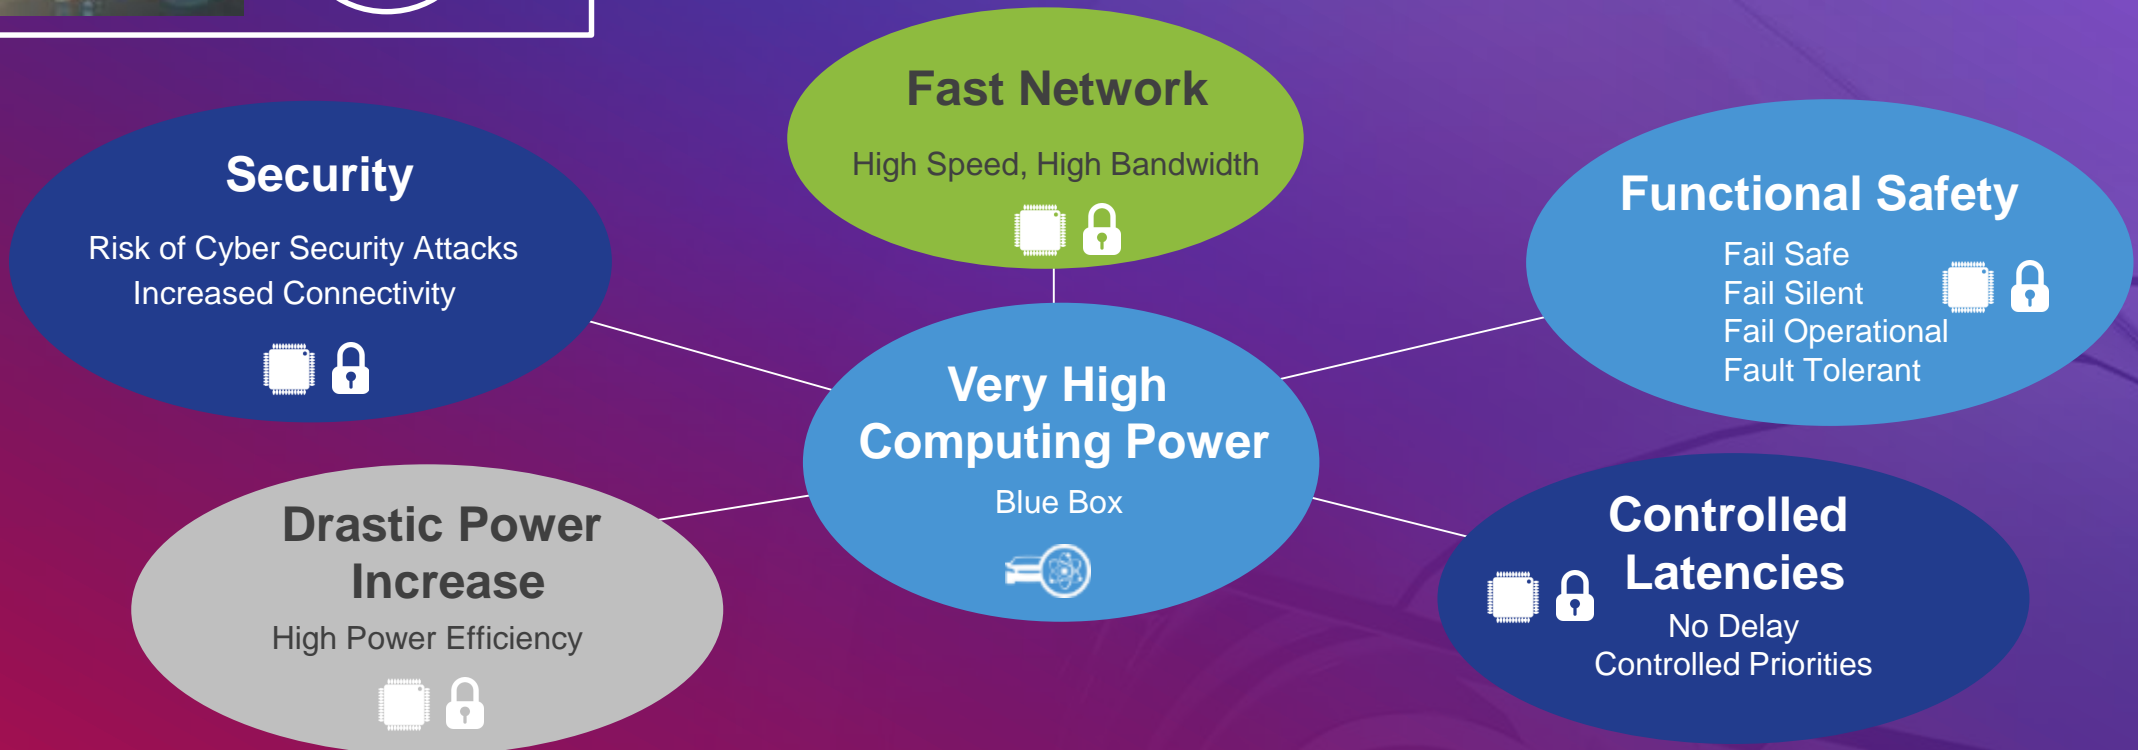 Fast Network
High Speed, High Bandwidth
Security
Risk of Cyber Security Attacks
Increased Connectivity
Functional Safety
Fail Safe
Fail Silent
Fail Operational
Fault Tolerant
Very High
Computing Power
Blue Box
Drastic Power
Increase
High Power Efficiency
Controlled
Latencies
No Delay
Controlled Priorities